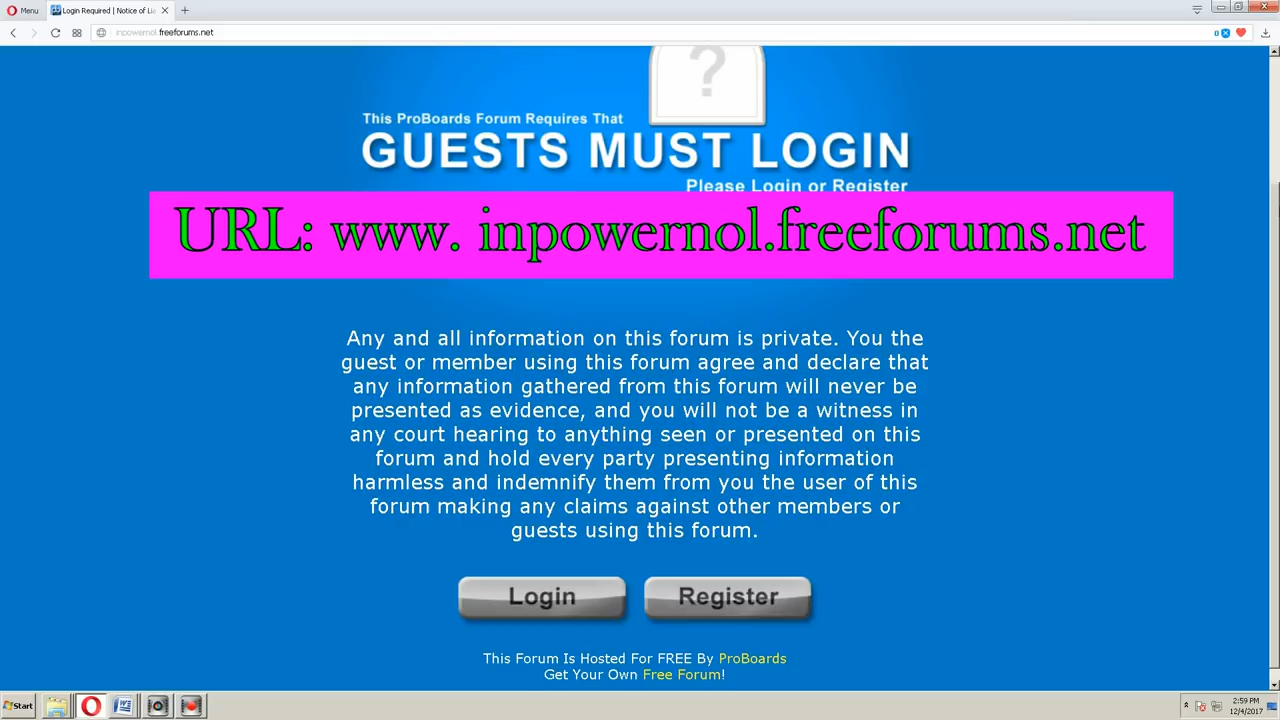 Menu
Login Required | Notice of Lia
inpowernol.freeforums.net
0
?
This ProBoards Forum Requires That
GUESTS MUST LOGIN
Please Login or Register
URL: www. inpowernol.freeforums.net
Any and all information on this forum is private. You the
guest or member using this forum agree and declare that
any information gathered from this forum will never be
presented as evidence, and you will not be a witness in
any court hearing to anything seen or presented on this
forum and hold every party presenting information
harmless and indemnify them from you the user of this
forum making any claims against other members or
guests using this forum.
Login Register
This Forum Is Hosted For FREE By ProBoards
Get Your Own Free Forum!
Start
2:59 PM
12/4/2017